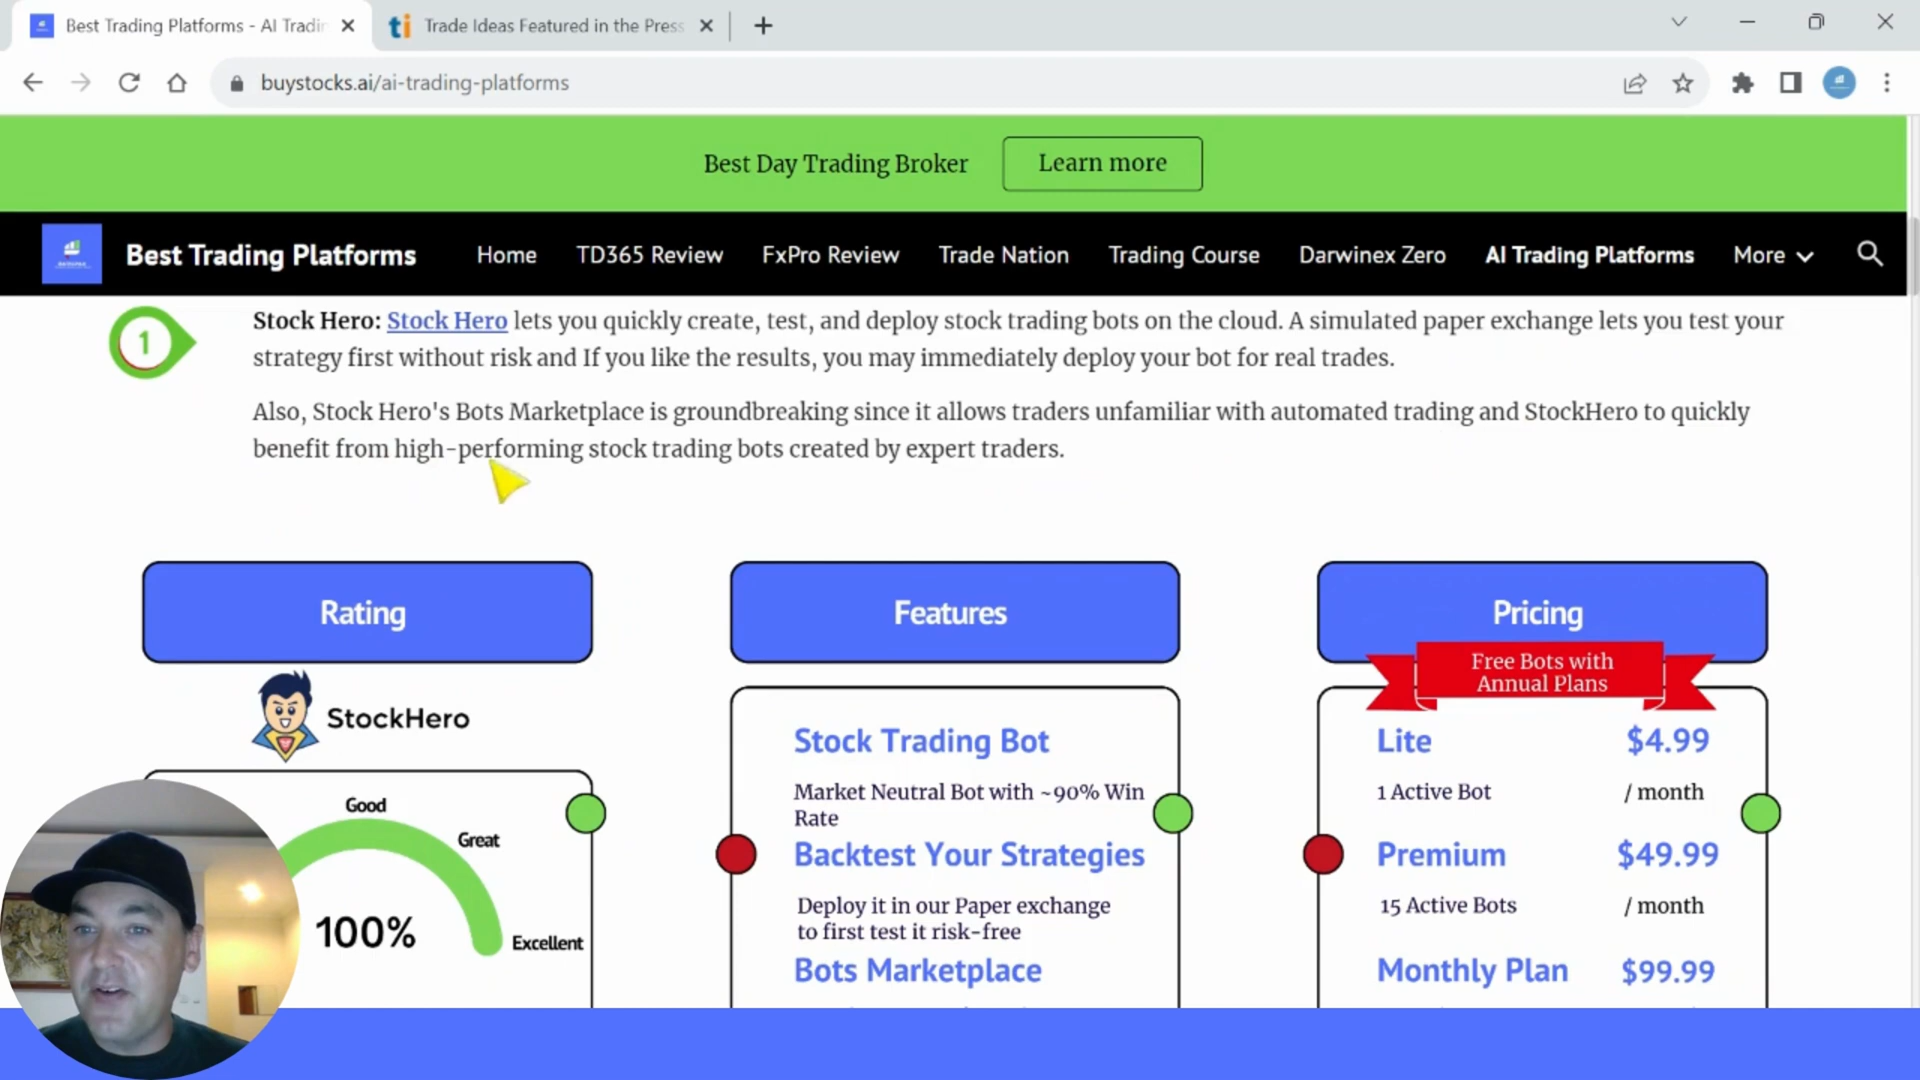 Best Trading Platforms - AI Tradin
ti Trade Ideas Featured in the Press
buystocks.ai/ai-trading-platforms
Best Day Trading Broker
Learn more
Best Trading Platforms
Home
TD365 Review
FxPro Review
Trade Nation
Trading Course
Darwinex Zero
AI Trading Platforms
More
1
Stock Hero: Stock Hero lets you quickly create, test, and deploy stock trading bots on the cloud. A simulated paper exchange lets you test your
strategy first without risk and If you like the results, you may immediately deploy your bot for real trades.
Also, Stock Hero's Bots Marketplace is groundbreaking since it allows traders unfamiliar with automated trading and StockHero to quickly
benefit from high-performing stock trading bots created by expert traders.
Rating
StockHero
Good
Great
100%
Excellent
Features
Stock Trading Bot
Market Neutral Bot with ~90% Win
Rate
Backtest Your Strategies
Deploy it in our Paper exchange
to first test it risk-free
Bots Marketplace
Pricing
Free Bots with
Annual Plans
Lite $4.99
1 Active Bot / month
Premium $49.99
15 Active Bots / month
Monthly Plan $99.99